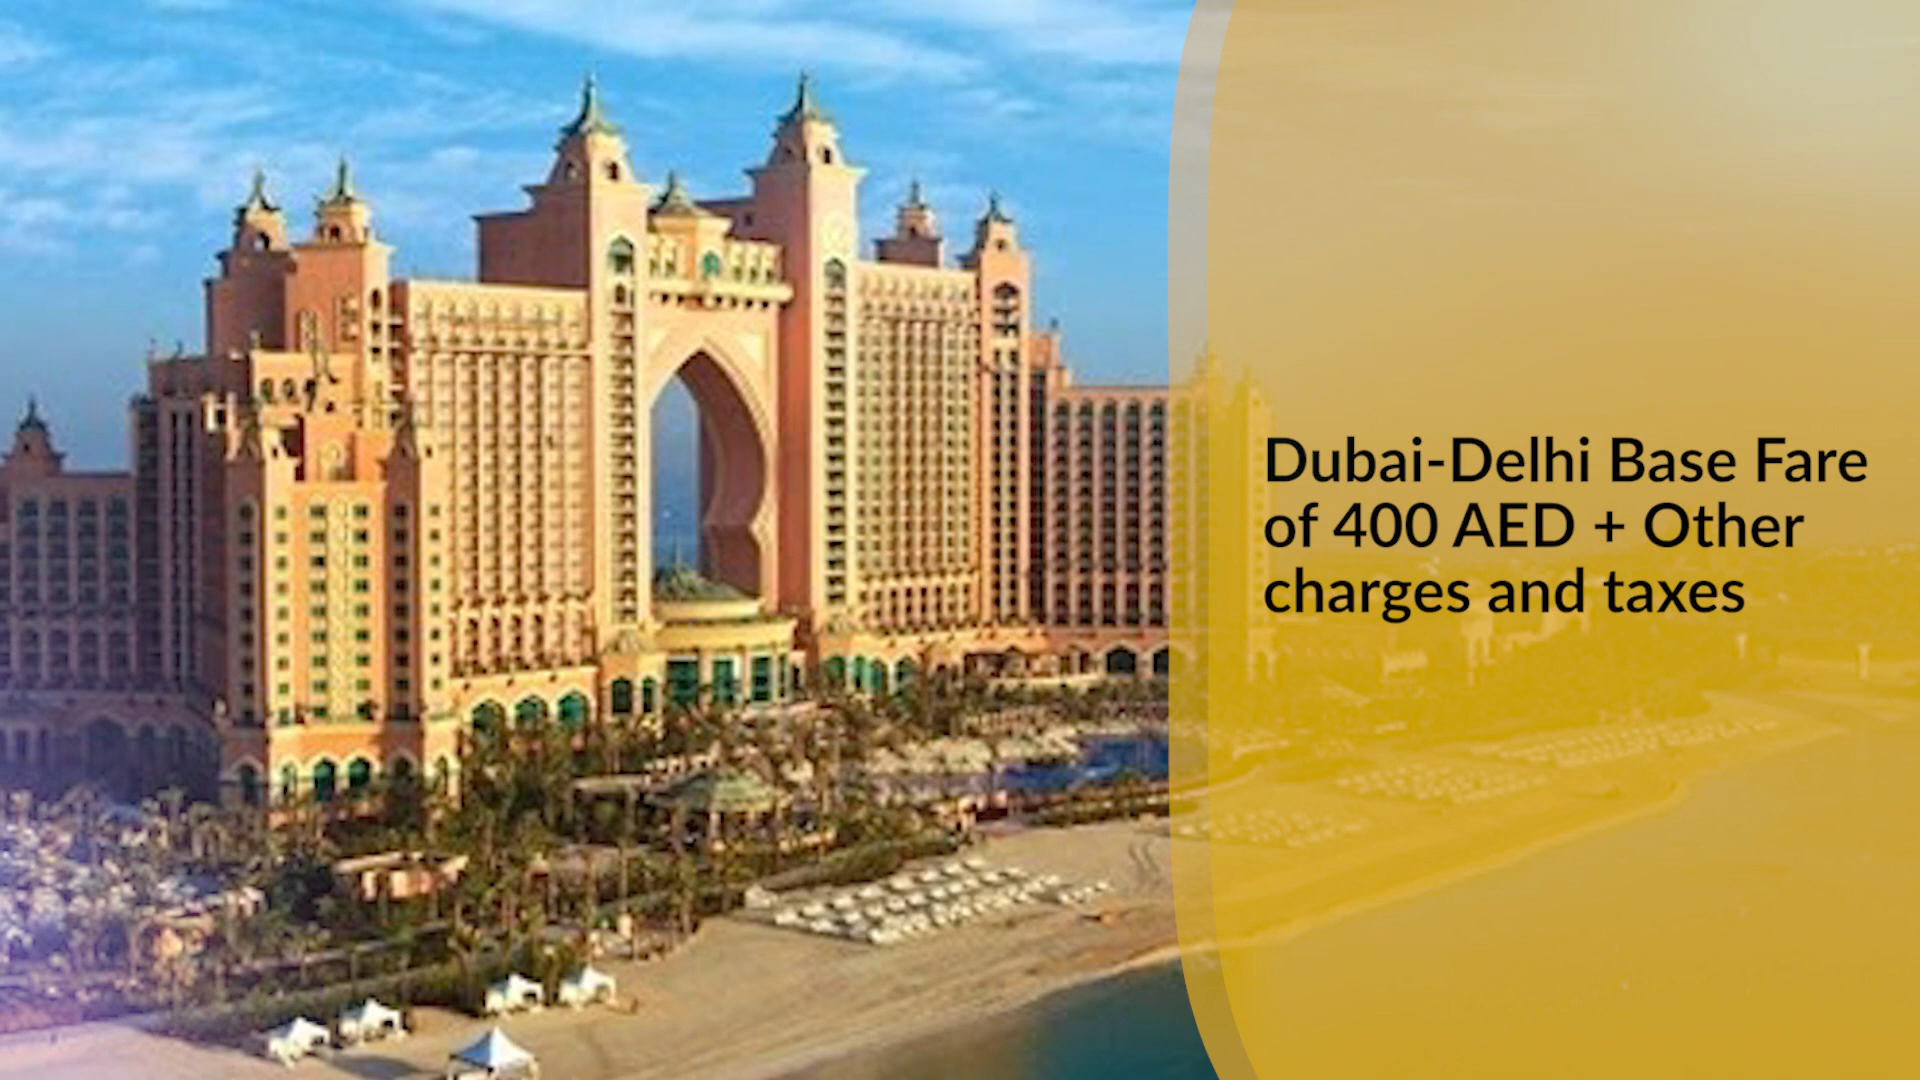 Dubai-Delhi Base Fare
of 400 AED + Other
charges and taxes